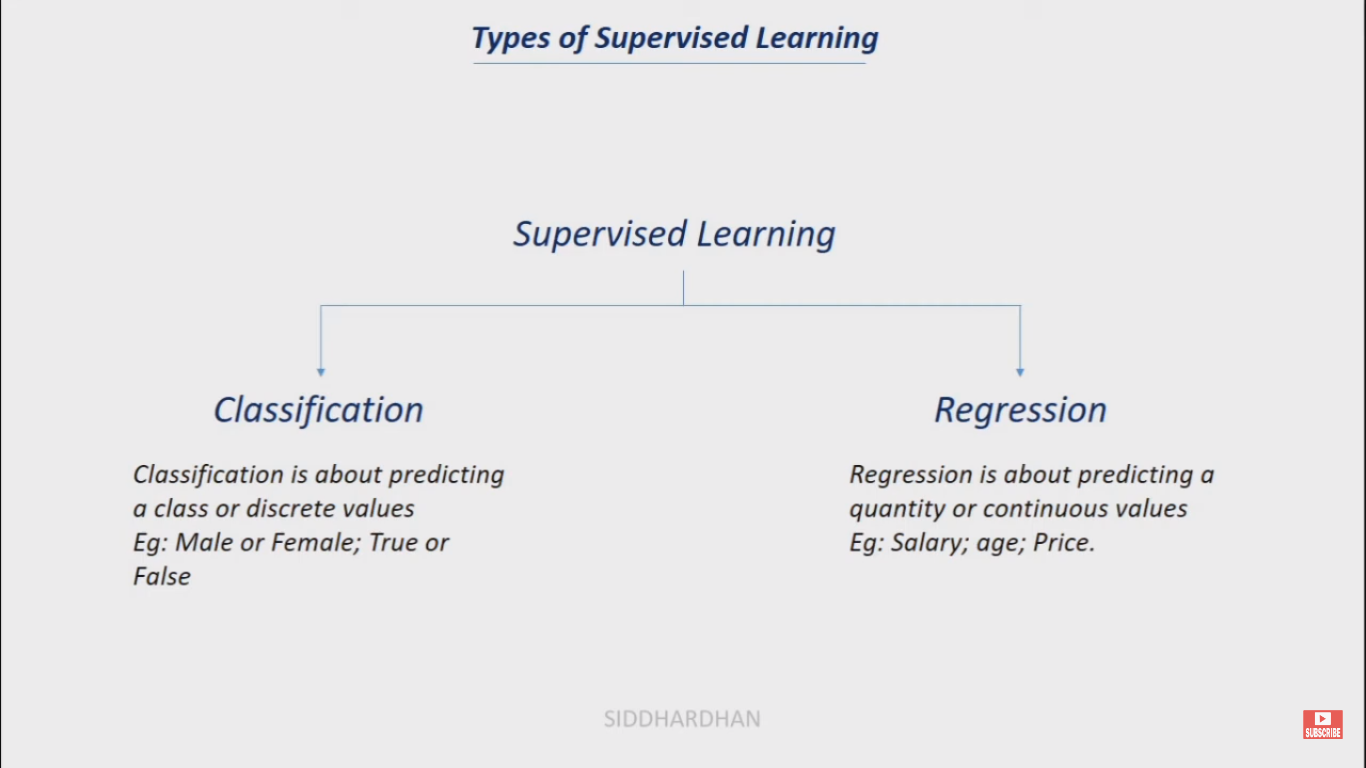 Types of Supervised Learning
Supervised Learning
Classification
Classification is about predicting
a class or discrete values
Eg: Male or Female; True or
False
Regression
Regression is about predicting a
quantity or continuous values
Eg: Salary; age; Price.
SIDDHARDHAN
SUBSCRIBE